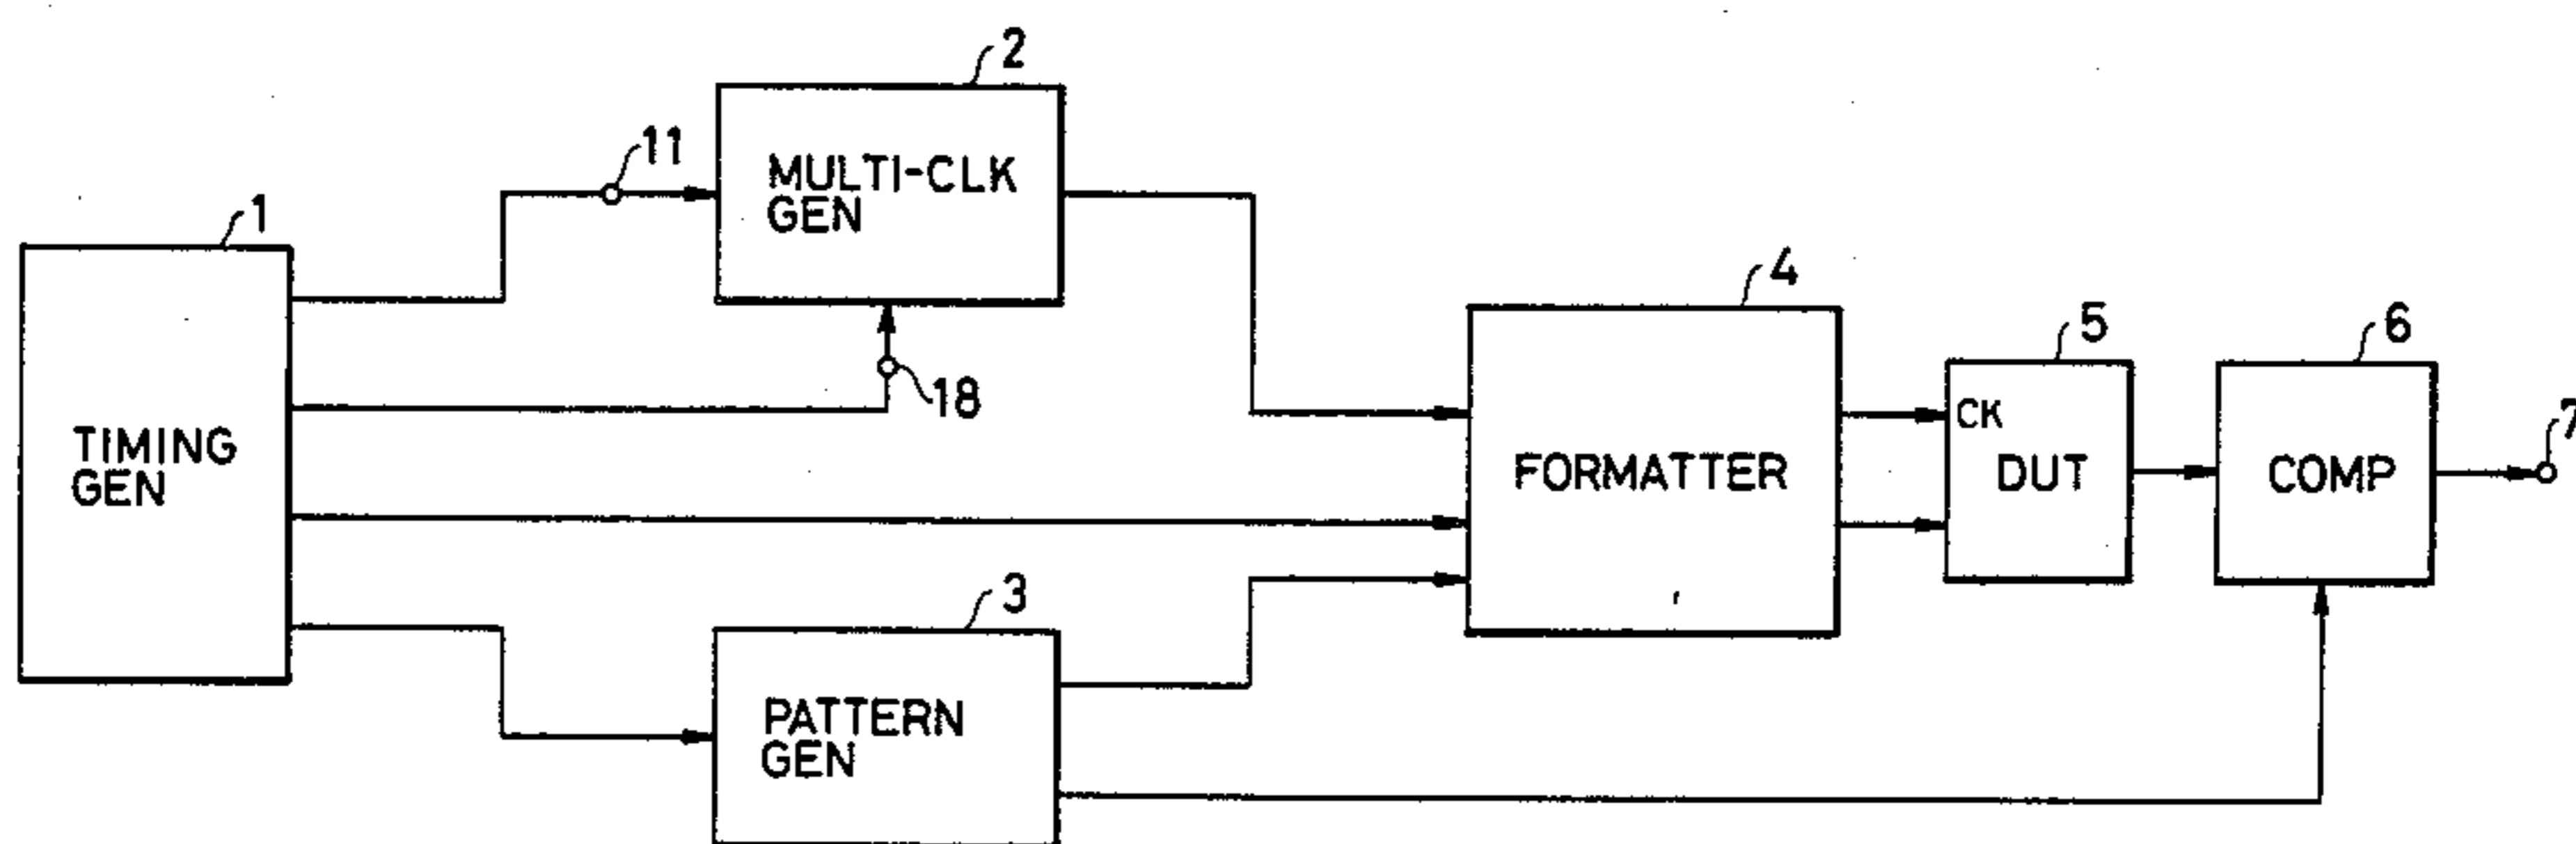 2
11
MULTI-CLK
GEN
1
4
18
5
6
7
TIMING
GEN
CK
FORMATTER
DUT
COMP
3
PATTERN
GEN